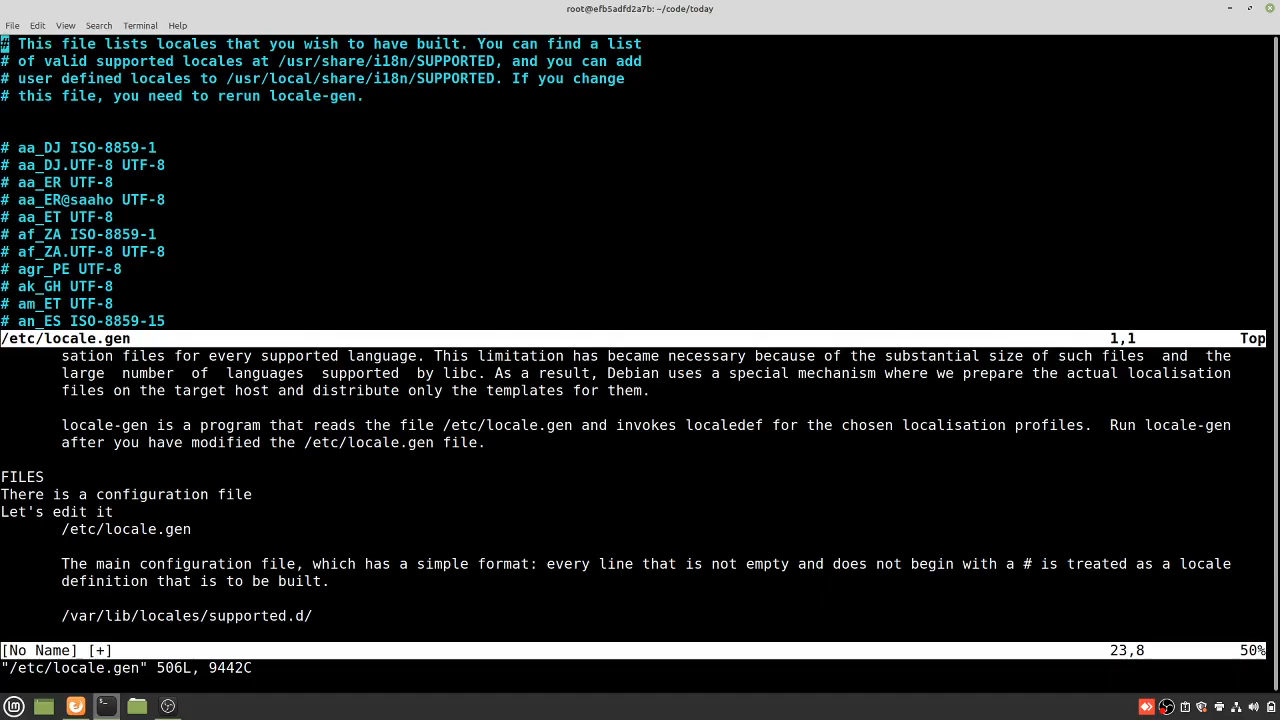 root@efb5adfd2a7b: ~/code/today
File Edit View Search Terminal Help
# This file lists locales that you wish to have built. You can find a list
# of valid supported locales at /usr/share/i18n/SUPPORTED, and you can add
# user defined locales to /usr/local/share/i18n/SUPPORTED. If you change
# this file, you need to rerun locale-gen.
# aa_DJ ISO-8859-1
# aa_DJ.UTF-8 UTF-8
# aa_ER UTF-8
# aa_ER@saaho UTF-8
# aa_ET UTF-8
# af_ZA ISO-8859-1
# af_ZA.UTF-8 UTF-8
# agr_PE UTF-8
# ak_GH UTF-8
# am_ET UTF-8
# an_ES ISO-8859-15
/etc/locale.gen 1,1 Top
sation files for every supported language. This limitation has became necessary because of the substantial size of such files and the
large number of languages supported by libc. As a result, Debian uses a special mechanism where we prepare the actual localisation
files on the target host and distribute only the templates for them.
locale-gen is a program that reads the file /etc/locale.gen and invokes localedef for the chosen localisation profiles. Run locale-gen
after you have modified the /etc/locale.gen file.
FILES
There is a configuration file
Let's edit it
/etc/locale.gen
The main configuration file, which has a simple format: every line that is not empty and does not begin with a # is treated as a locale
definition that is to be built.
/var/lib/locales/supported.d/
[No Name] [+] 23,8 50%
"/etc/locale.gen" 506L, 9442C